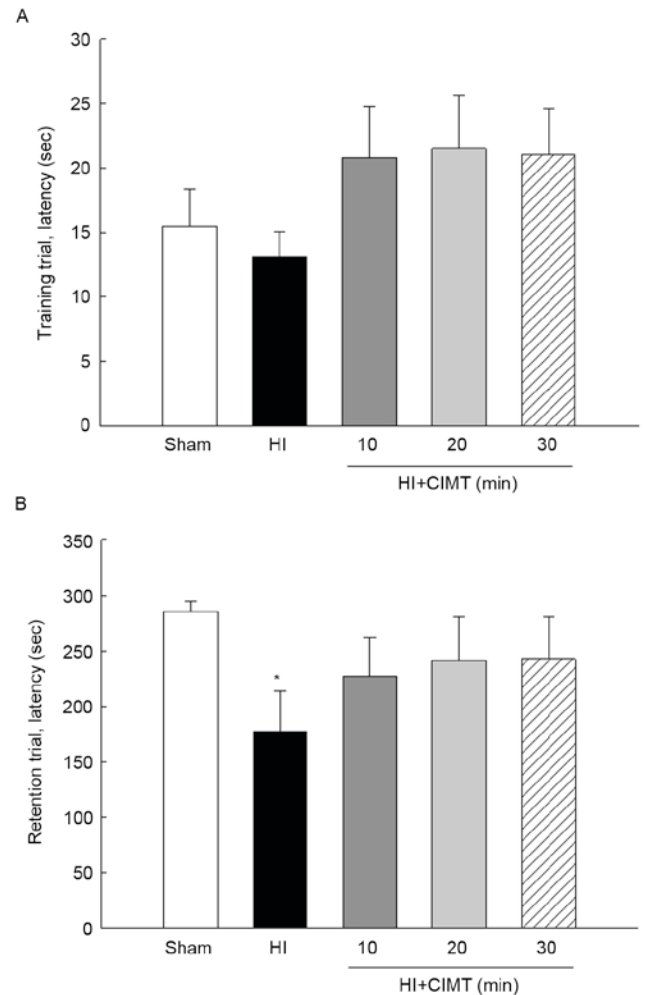 A
Training trial, latency (sec)
30
25
20
15
10
5
0
Sham HI 10 20 30
HI+CIMT (min)
B
Retention trial, latency (sec)
350
300
250
200
150
100
50
0
*
Sham HI 10 20 30
HI+CIMT (min)